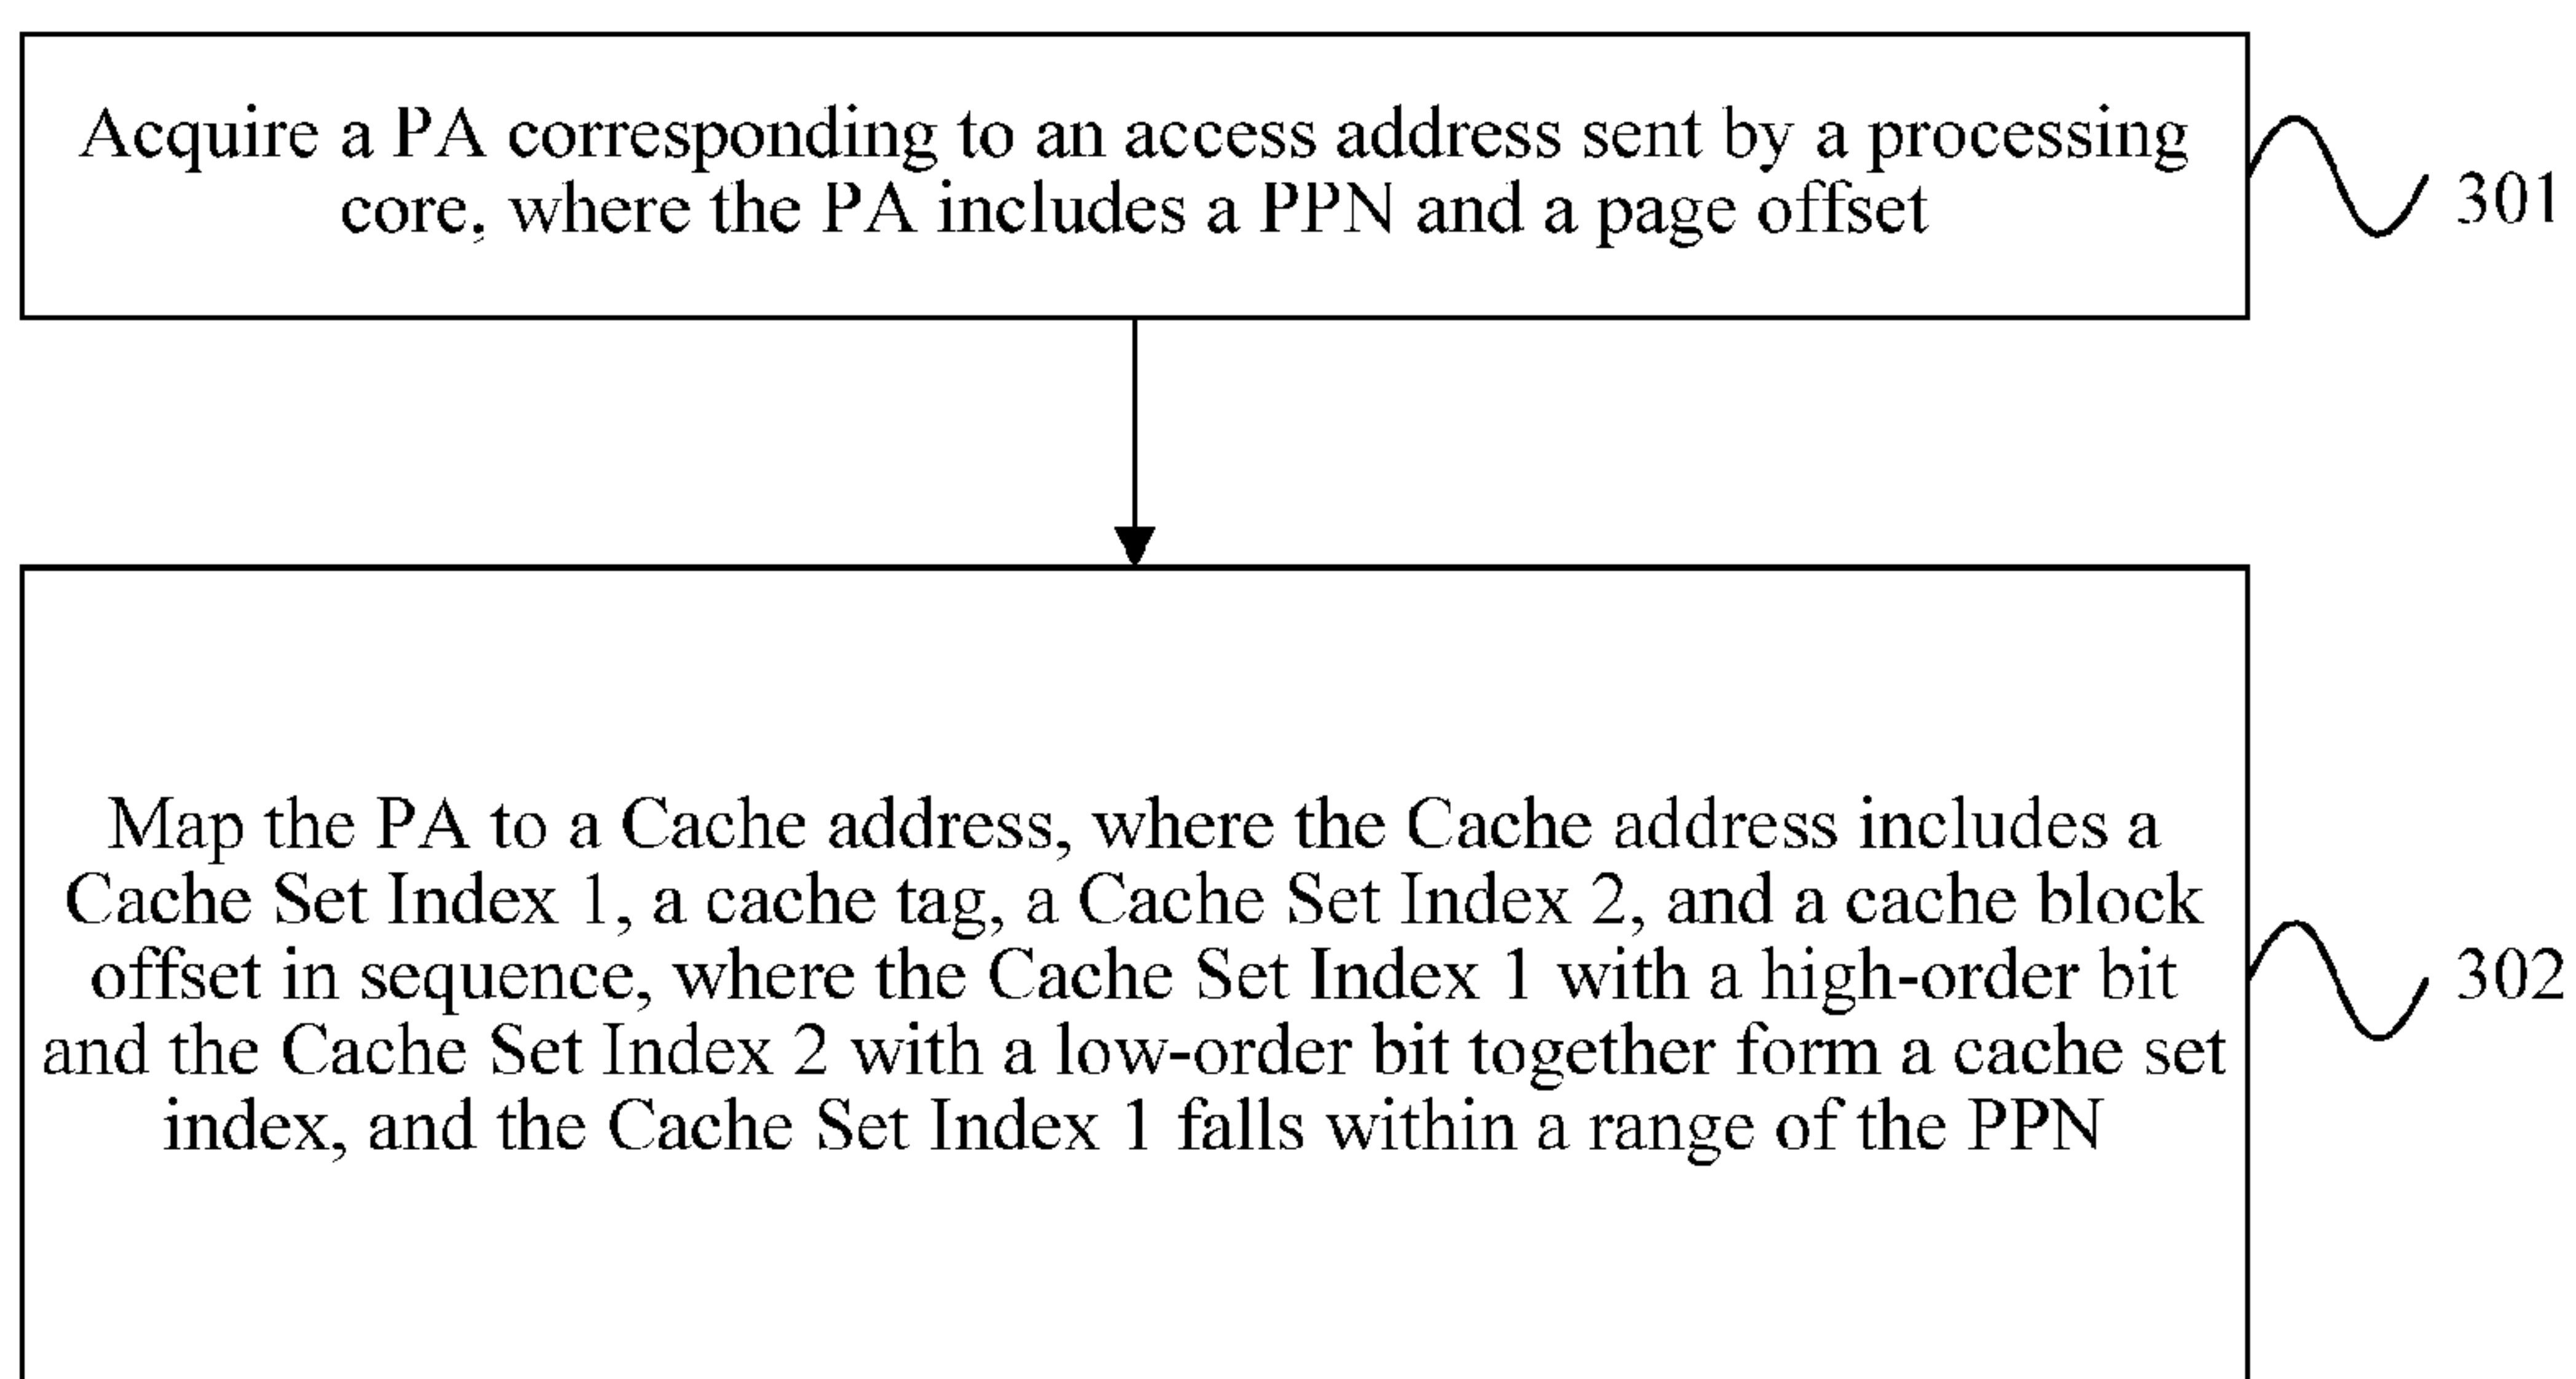 Acquire a PA corresponding to an access address sent by a processing
core, where the PA includes a PPN and a page offset
301
Map the PA to a Cache address, where the Cache address includes a
Cache Set Index 1, a cache tag, a Cache Set Index 2, and a cache block
offset in sequence, where the Cache Set Index 1 with a high-order bit
and the Cache Set Index 2 with a low-order bit together form a cache set
index, and the Cache Set Index 1 falls within a range of the PPN
302